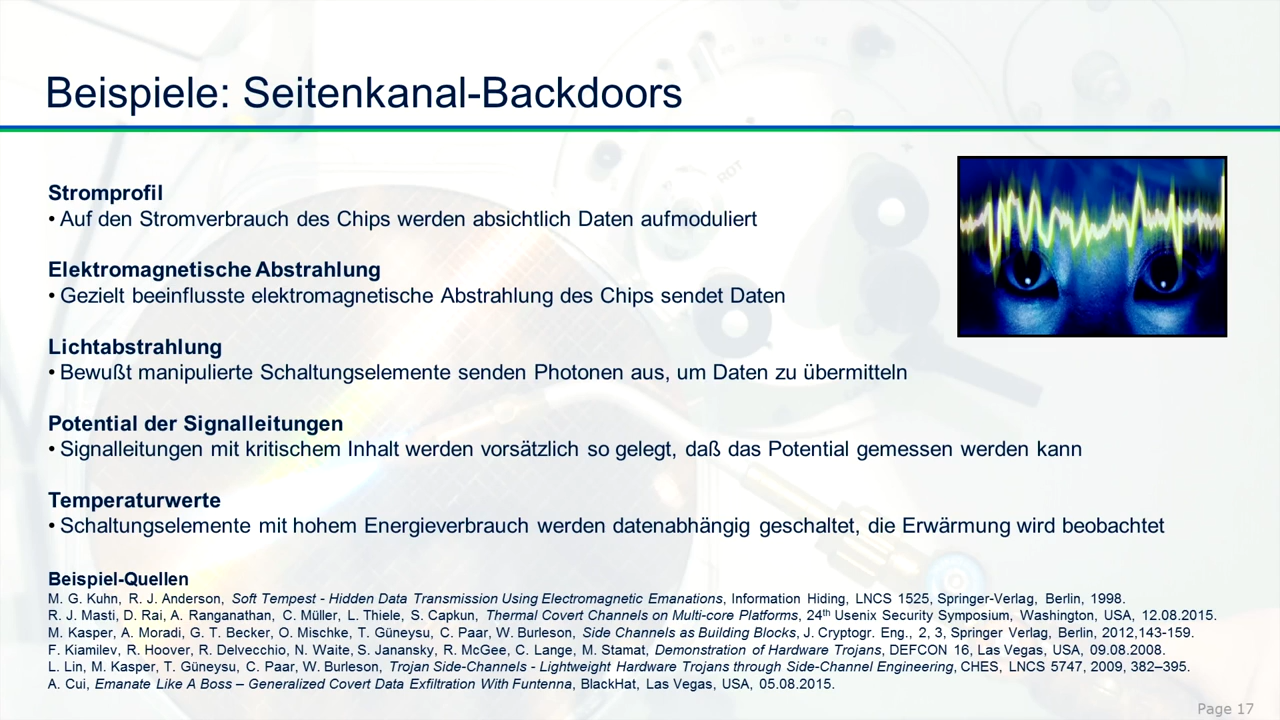 Beispiele: Seitenkanal-Backdoors
Stromprofil
• Auf den Stromverbrauch des Chips werden absichtlich Daten aufmoduliert
Elektromagnetische Abstrahlung
• Gezielt beeinflusste elektromagnetische Abstrahlung des Chips sendet Daten
Lichtabstrahlung
• Bewußt manipulierte Schaltungselemente senden Photonen aus, um Daten zu übermitteln
Potential der Signalleitungen
• Signalleitungen mit kritischem Inhalt werden vorsätzlich so gelegt, daß das Potential gemessen werden kann
Temperaturwerte
• Schaltungselemente mit hohem Energieverbrauch werden datenabhängig geschaltet, die Erwärmung wird beobachtet
Beispiel-Quellen
M. G. Kuhn, R. J. Anderson, Soft Tempest - Hidden Data Transmission Using Electromagnetic Emanations, Information Hiding, LNCS 1525, Springer-Verlag, Berlin, 1998.
R. J. Masti, D. Rai, A. Ranganathan, C. Müller, L. Thiele, S. Capkun, Thermal Covert Channels on Multi-core Platforms, 24th Usenix Security Symposium, Washington, USA, 12.08.2015.
M. Kasper, A. Moradi, G. T. Becker, O. Mischke, T. Güneysu, C. Paar, W. Burleson, Side Channels as Building Blocks, J. Cryptogr. Eng., 2, 3, Springer Verlag, Berlin, 2012,143-159.
F. Kiamilev, R. Hoover, R. Delvecchio, N. Waite, S. Janansky, R. McGee, C. Lange, M. Stamat, Demonstration of Hardware Trojans, DEFCON 16, Las Vegas, USA, 09.08.2008.
L. Lin, M. Kasper, T. Güneysu, C. Paar, W. Burleson, Trojan Side-Channels - Lightweight Hardware Trojans through Side-Channel Engineering, CHES, LNCS 5747, 2009, 382–395.
A. Cui, Emanate Like A Boss – Generalized Covert Data Exfiltration With Funtenna, BlackHat, Las Vegas, USA, 05.08.2015.
RDT
Page 17